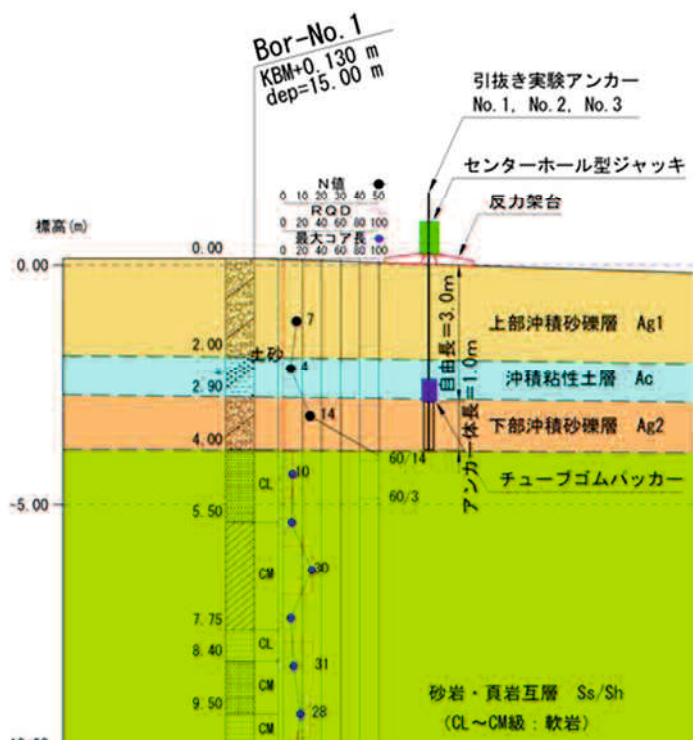 Bor-No.1
KBM+0.130 m
dep=15.00 m
引抜き実験アンカー
No.1, No.2, No.3
センターホール型ジャッキ
反力架台
N値
0 10 20 30 40 50
RQD
0 20 40 60 80 100
最大コア長
0 20 40 60 80 100
標高(m)
0.00
0.00
7
上部沖積砂礫層 Ag1
自由長=3.0m
2.00
土砂
4
沖積粘性土層 Ac
2.90
14
下部沖積砂礫層 Ag2
アンカー体長=1.0m
4.00
60/14
チューブゴムパッカー
10
CL
60/3
-5.00
5.50
30
CM
7.75
CL
8.40
31
CM
砂岩・頁岩互層 Ss/Sh
9.50
28
(CL～CM級：軟岩)
CM